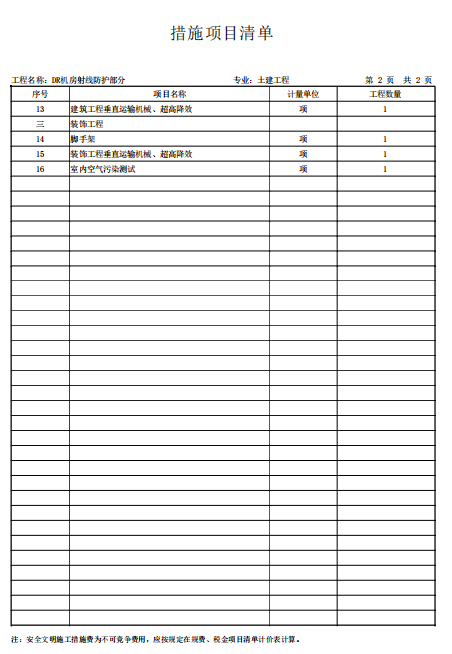 措施项目清单
工程名称：DR机房射线防护部分 专业：土建工程 第 2 页 共 2 页
序号 项目名称 计量单位 工程数量
13 建筑工程垂直运输机械、超高降效 项 1
三 装饰工程
14 脚手架 项 1
15 装饰工程垂直运输机械、超高降效 项 1
16 室内空气污染测试 项 1
注：安全文明施工措施费为不可竞争费用，应按规定在规费、税金项目清单计价表计算。